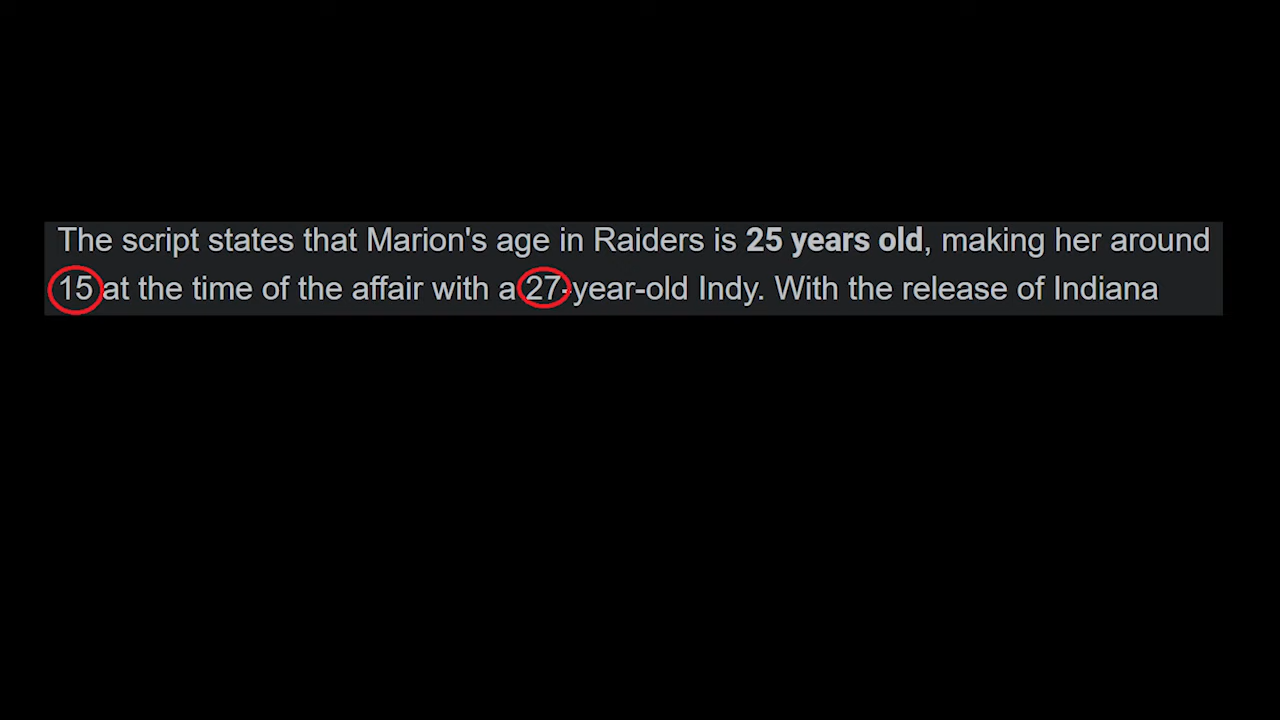 The script states that Marion's age in Raiders is 25 years old, making her around
15 at the time of the affair with a 27-year-old Indy. With the release of Indiana